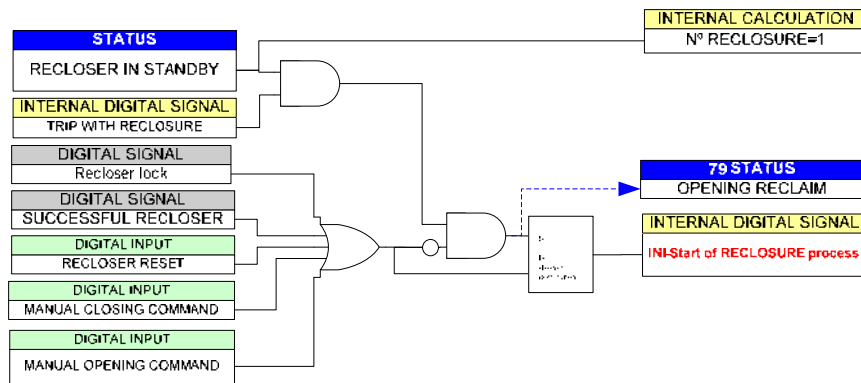 STATUS
RECLOSER IN STANDBY
INTERNAL DIGITAL SIGNAL
TRIP WITH RECLOSURE
DIGITAL SIGNAL
Recloser lock
DIGITAL SIGNAL
SUCCESSFUL RECLOSER
DIGITAL INPUT
RECLOSER RESET
DIGITAL INPUT
MANUAL CLOSING COMMAND
DIGITAL INPUT
MANUAL OPENING COMMAND
INTERNAL CALCULATION
Nº RECLOSURE=1
79 STATUS
OPENING RECLAIM
INTERNAL DIGITAL SIGNAL
INI-Start of RECLOSURE process